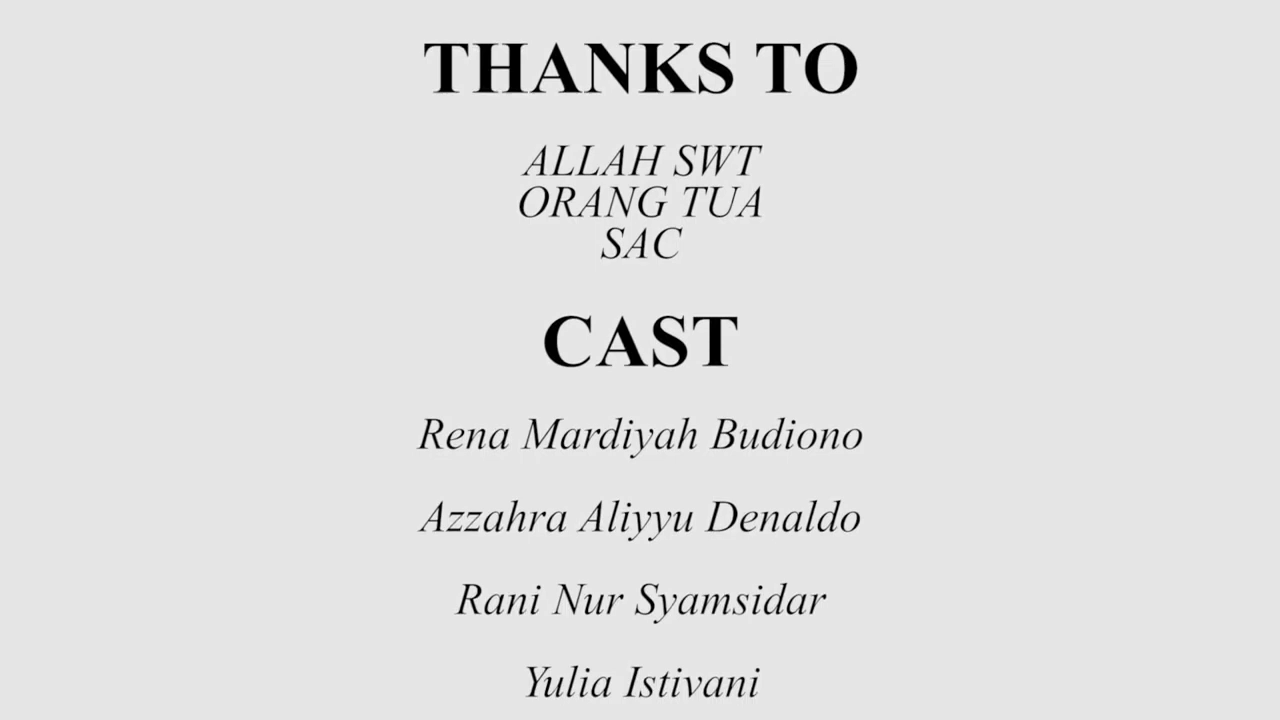 THANKS TO
ALLAH SWT
ORANG TUA
SAC
CAST
Rena Mardiyah Budiono
Azzahra Aliyyu Denaldo
Rani Nur Syamsidar
Yulia Istivani